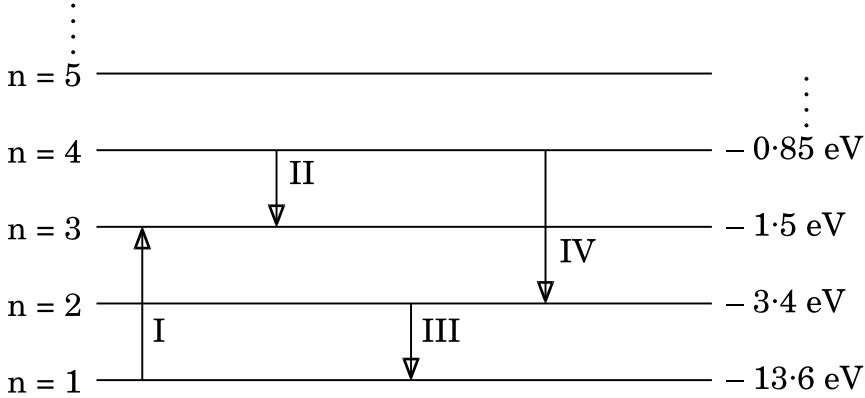 n = 5
n = 4
– 0·85 eV
II
n = 3
– 1·5 eV
IV
n = 2
– 3·4 eV
I
III
n = 1
– 13·6 eV